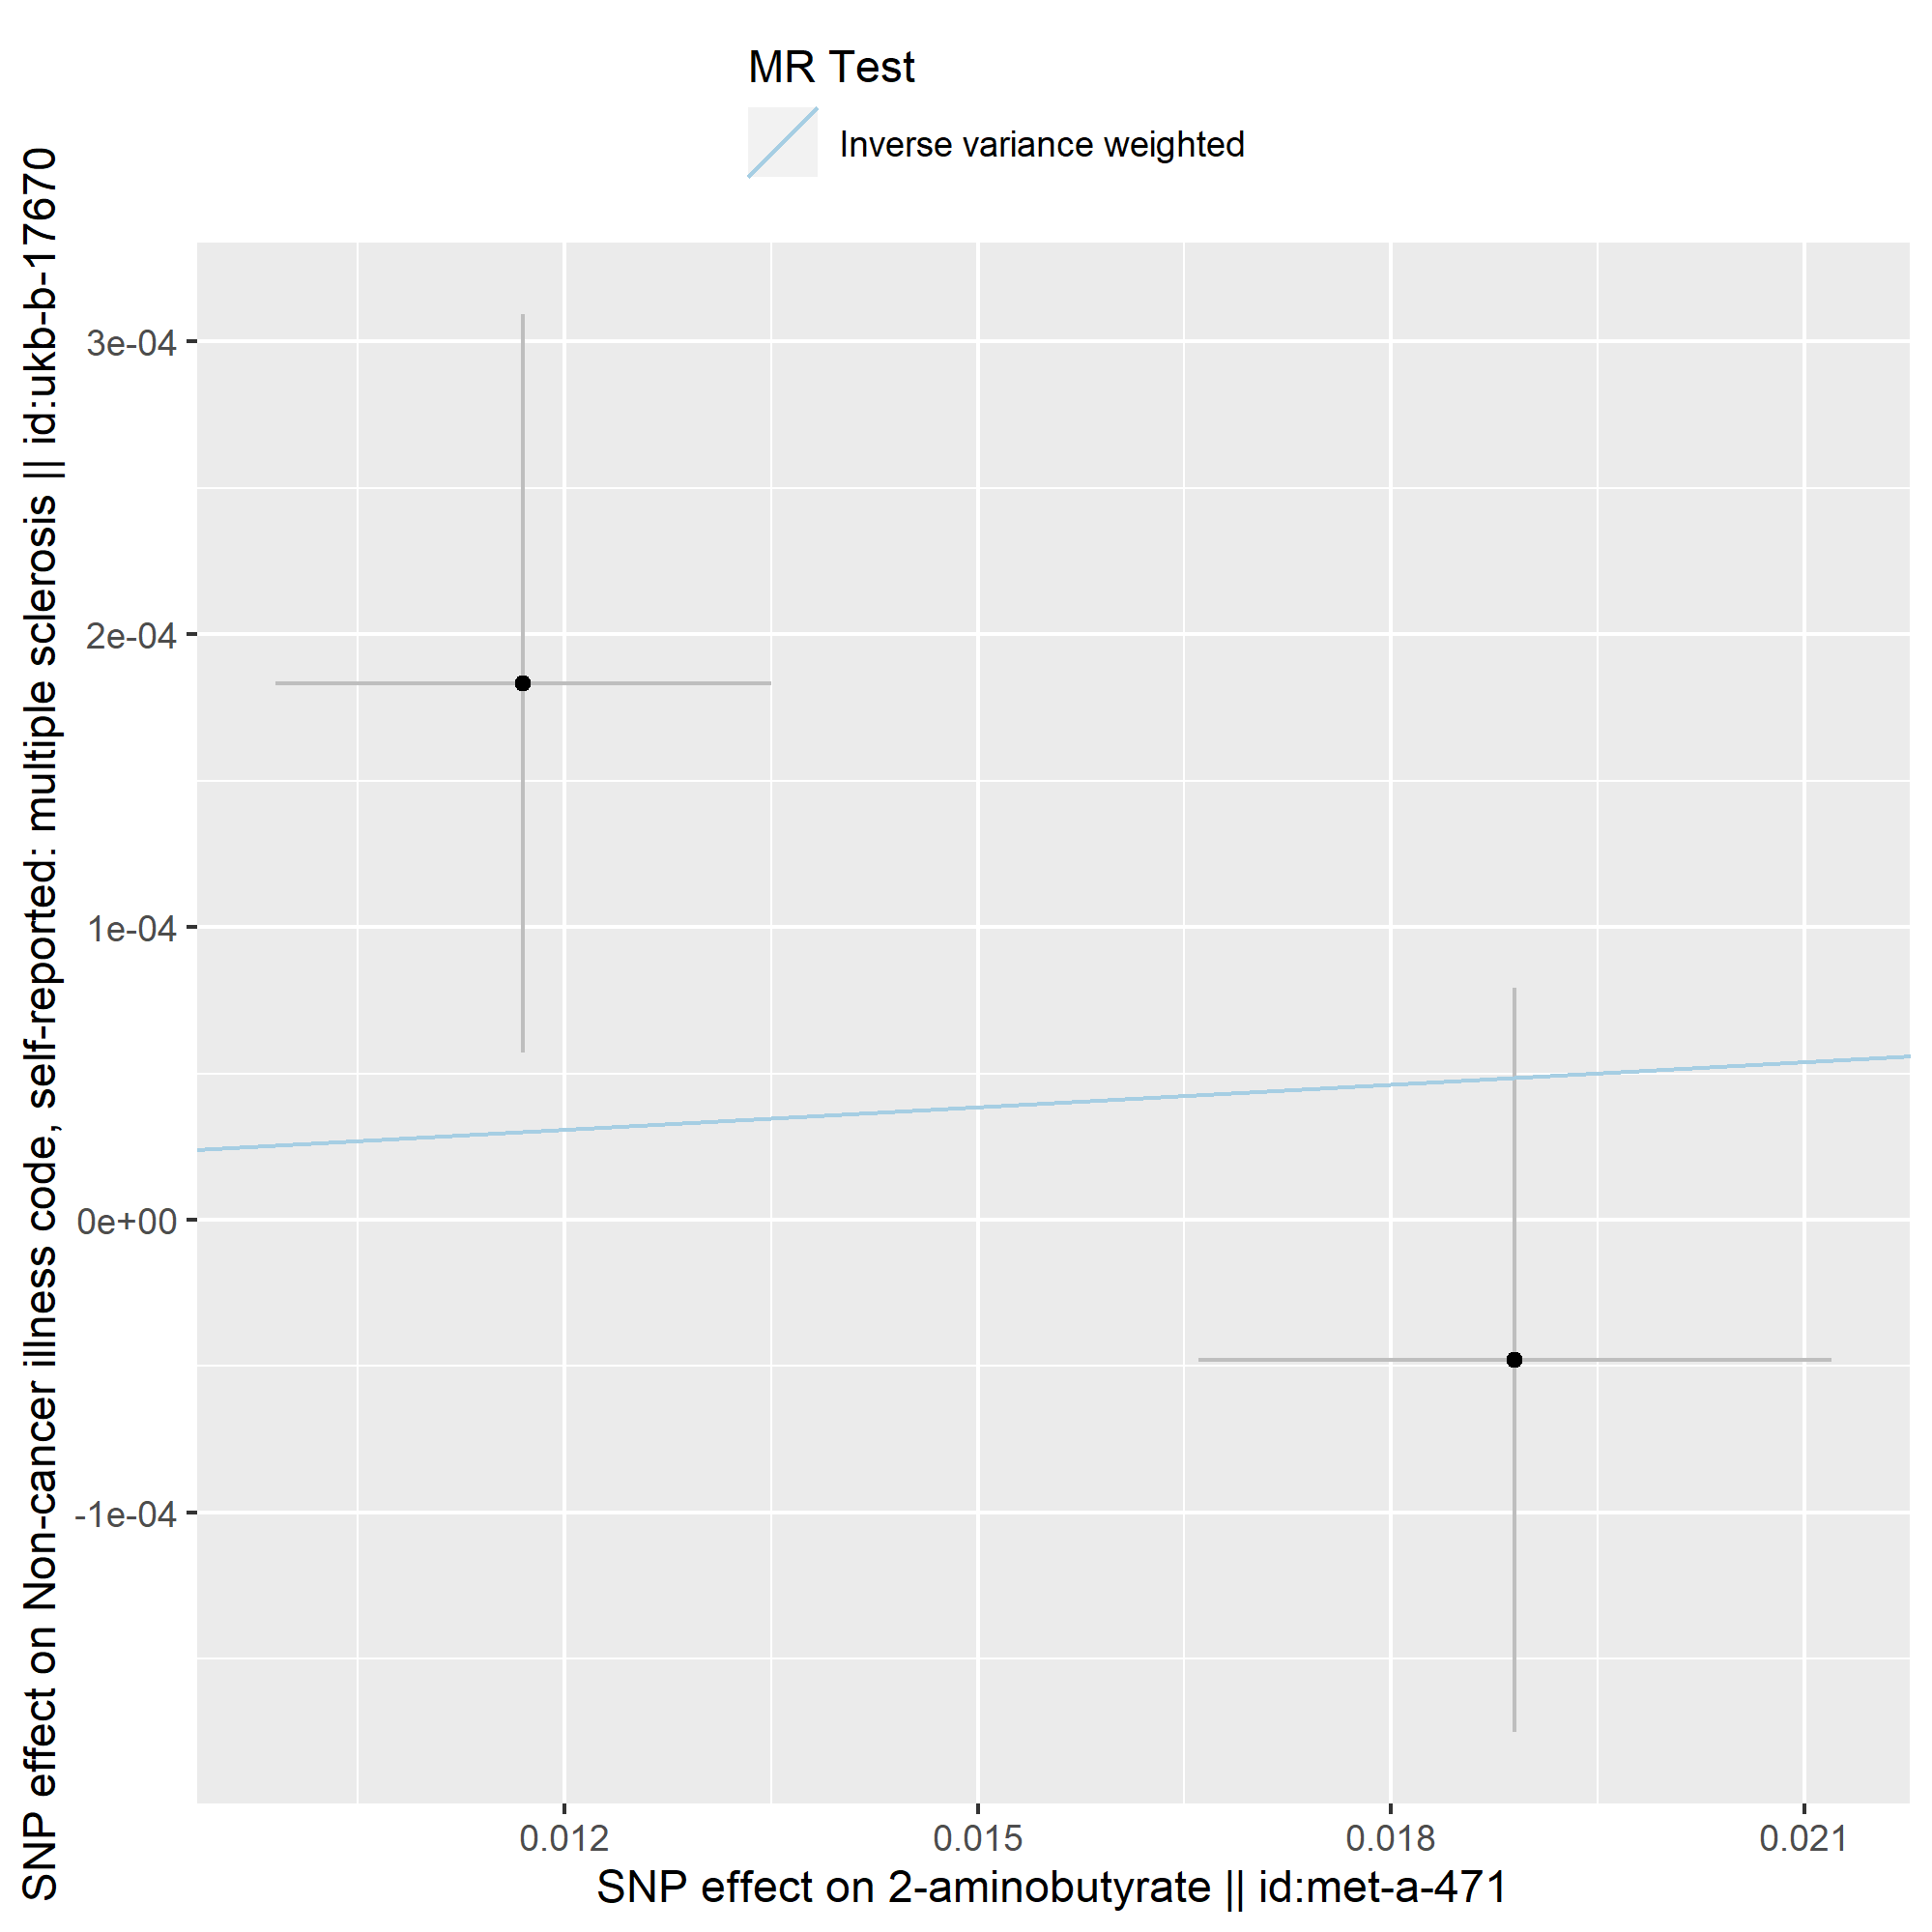 MR Test
Inverse variance weighted
SNP effect on Non-cancer illness code, self-reported: multiple sclerosis || id:ukb-b-17670
3e-04
2e-04
1e-04
0e+00
-1e-04
0.012
0.015
0.018
0.021
SNP effect on 2-aminobutyrate || id:met-a-471